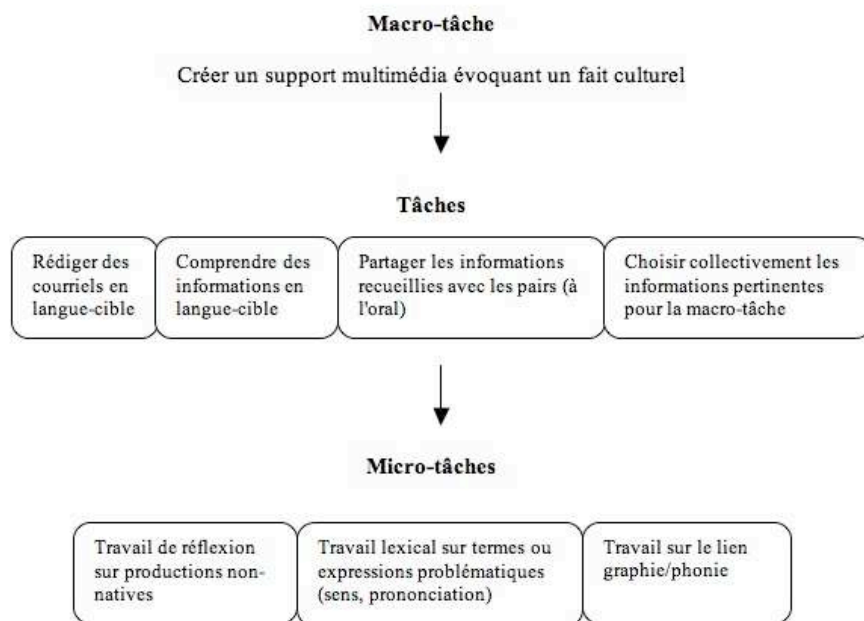 Macro-tâche
Créer un support multimédia évoquant un fait culturel
Tâches
Rédiger des
courriels en
langue-cible
Comprendre des
informations en
langue-cible
Partager les informations
recueillies avec les pairs (à
l'oral)
Choisir collectivement les
informations pertinentes
pour la macro-tâche
Micro-tâches
Travail de réflexion
sur productions non-
natives
Travail lexical sur termes ou
expressions problématiques
(sens, prononciation)
Travail sur le lien
graphie/phonie